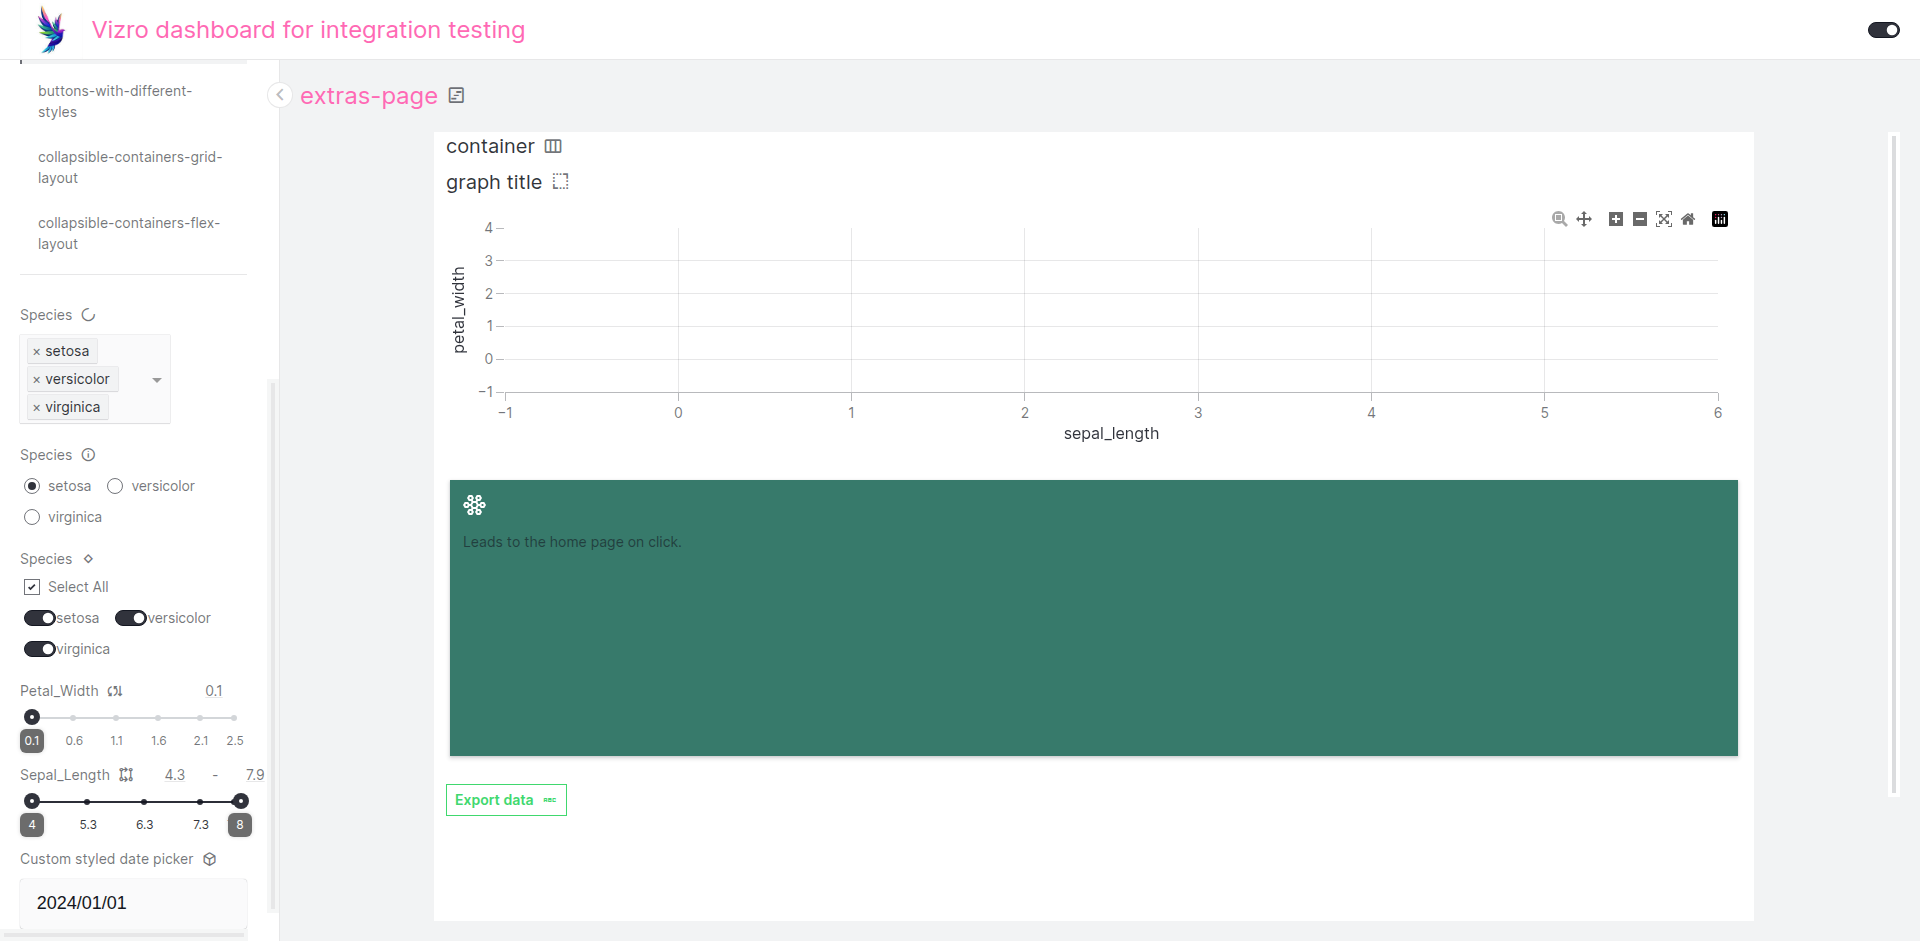 Vizro dashboard for integration testing
buttons-with-different-
styles
collapsible-containers-grid-
layout
collapsible-containers-flex-
layout
Species
× setosa
× versicolor
× virginica
Species
setosa versicolor
virginica
Species
Select All
setosa versicolor
virginica
Petal_Width 0.1
0.1 0.6 1.1 1.6 2.1 2.5
Sepal_Length 4.3 - 7.9
4 5.3 6.3 7.3 8
Custom styled date picker
2024/01/01
extras-page
container
graph title
4
3
2
1
0
−1
petal_width
−1 0 1 2 3 4 5 6
sepal_length
Leads to the home page on click.
Export data ABC